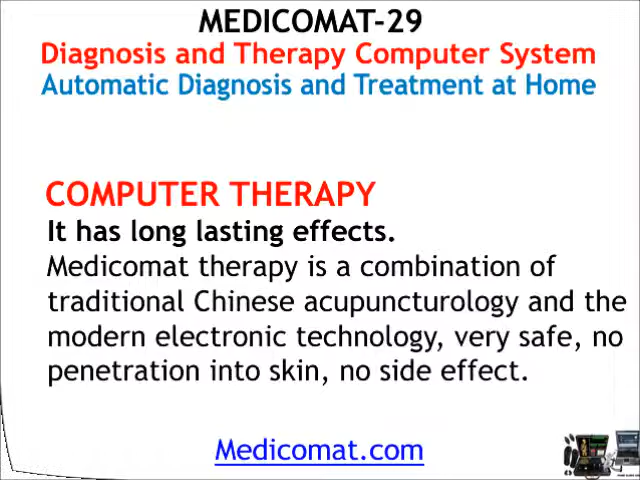 MEDICOMAT-29
Diagnosis and Therapy Computer System
Automatic Diagnosis and Treatment at Home
COMPUTER THERAPY
It has long lasting effects.
Medicomat therapy is a combination of
traditional Chinese acupuncturology and the
modern electronic technology, very safe, no
penetration into skin, no side effect.
Medicomat.com